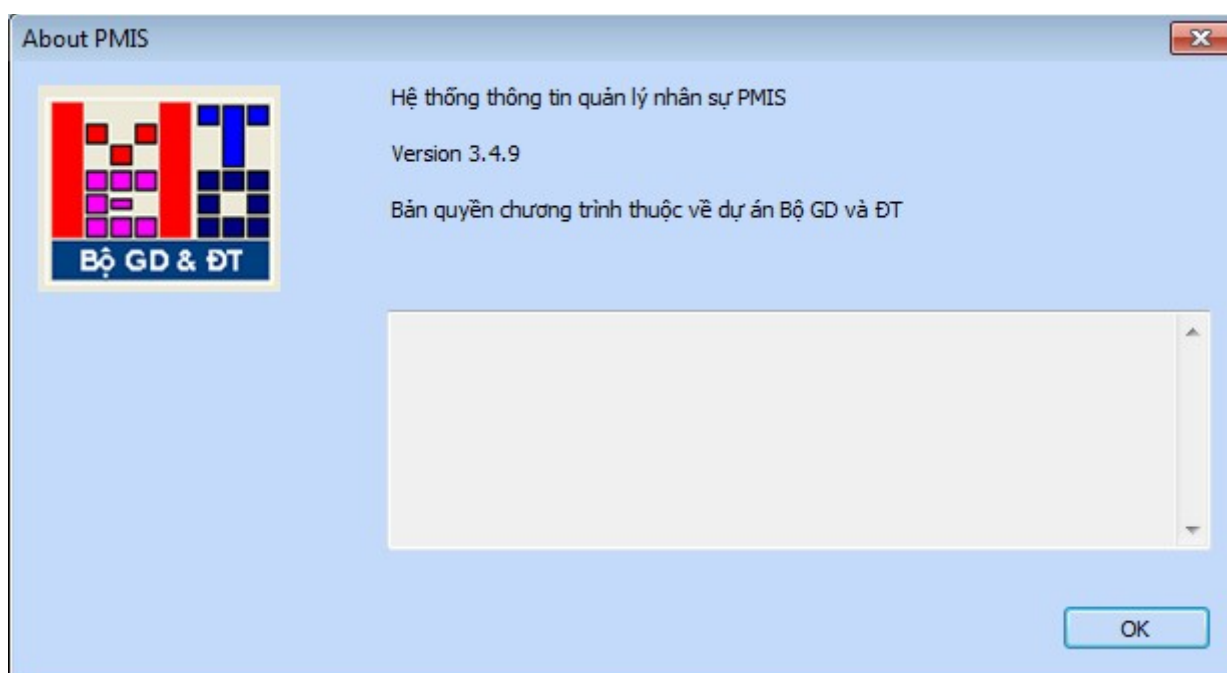 About PMIS
Hệ thống thông tin quản lý nhân sự PMIS
Version 3.4.9
Bản quyền chương trình thuộc về dự án Bộ GD và ĐT
Bộ GD & ĐT
OK